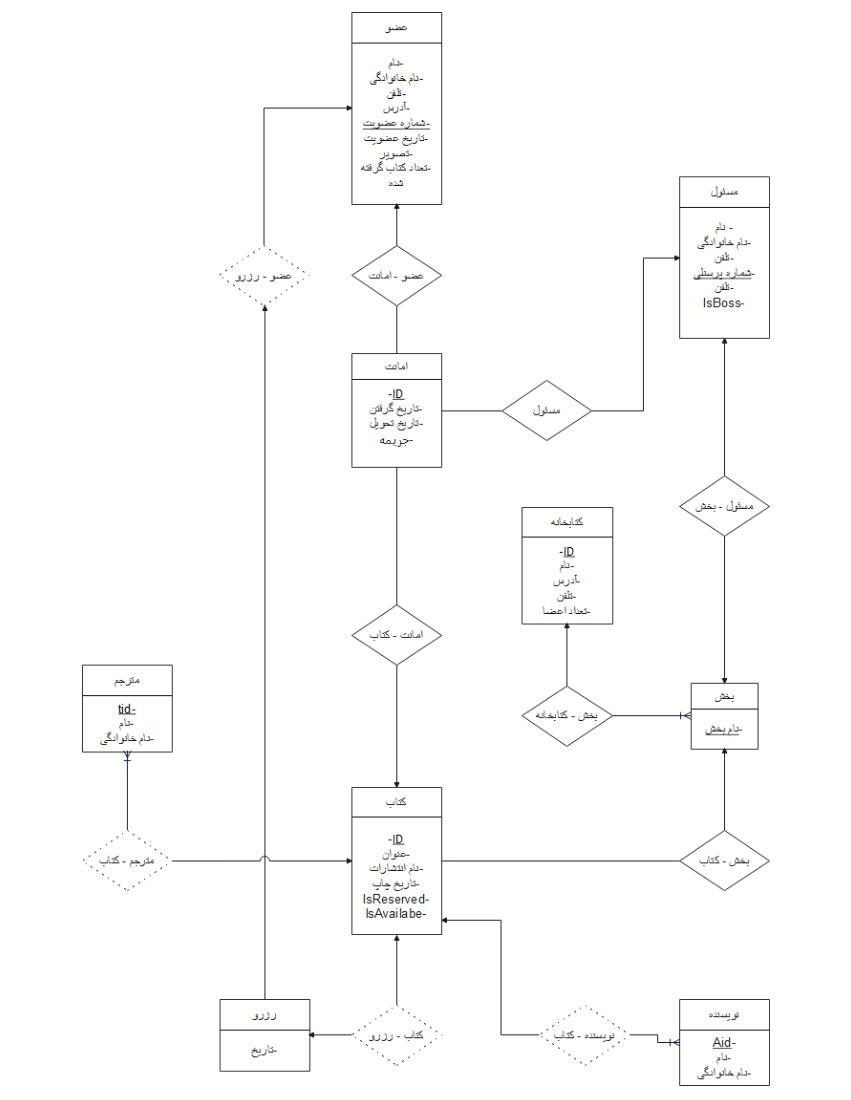 عضو
-نام
-نام خانوادگی
-تلفن
-آدرس
-شماره عضویت
-تاریخ عضویت
-تصویر
-تعداد کتاب گرفته
شده
مسئول
- نام
-نام خانوادگی
-تلفن
-شماره پرسنلی
-تلفن
IsBoss-
عضو - رزرو
عضو - امانت
امانت
-ID
-تاریخ گرفتن
-تاریخ تحویل
-جریمه
مسئول
مسئول - بخش
کتابخانه
-ID
-نام
-آدرس
-تلفن
-تعداد اعضا
امانت - کتاب
مترجم
tid-
-نام
-نام خانوادگی
بخش
-نام بخش
بخش - کتابخانه
کتاب
-ID
-عنوان
-نام انتشارات
-تاریخ چاپ
IsReserved-
IsAvailabe-
مترجم - کتاب
بخش - کتاب
رزرو
-تاریخ
کتاب - رزرو
نویسنده - کتاب
نویسنده
Aid-
-نام
-نام خانوادگی